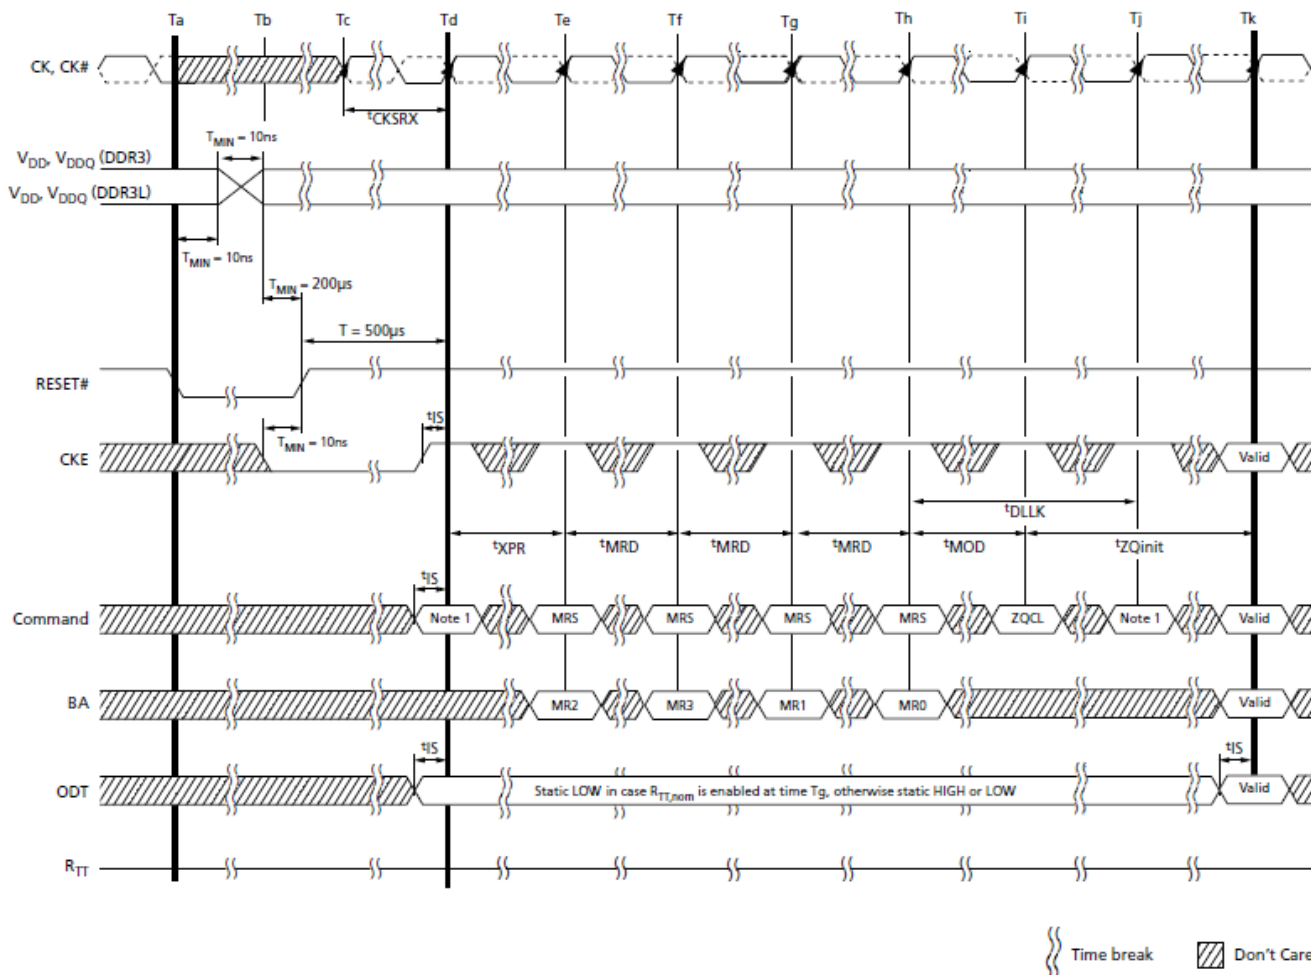 Ta Tb Tc Td Te Tf Tg Th Ti Tj Tk
CK, CK#
tCKSRX
TMIN = 10ns
VDD, VDDQ (DDR3)
VDD, VDDQ (DDR3L)
TMIN = 10ns
TMIN = 200µs
T = 500µs
RESET#
tIS
TMIN = 10ns
CKE
Valid
tDLLK
tXPR tMRD tMRD tMRD tMOD tZQinit
tIS
Command Note 1 MRS MRS MRS MRS ZQCL Note 1 Valid
BA MR2 MR3 MR1 MR0 Valid
tIS tIS
ODT Static LOW in case RTT,nom is enabled at time Tg, otherwise static HIGH or LOW Valid
RTT
Time break Don't Care